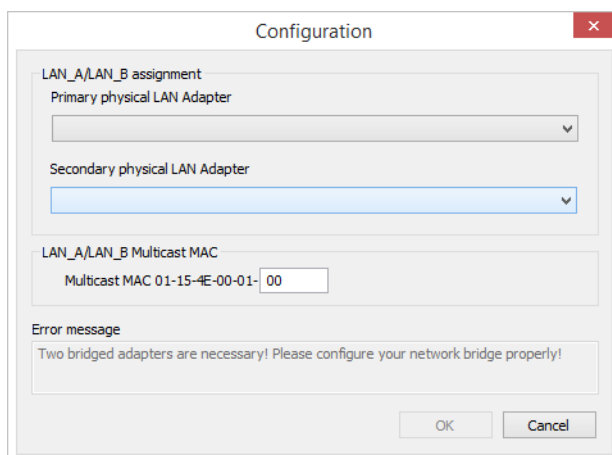 Configuration
LAN_A/LAN_B assignment
Primary physical LAN Adapter
Secondary physical LAN Adapter
LAN_A/LAN_B Multicast MAC
Multicast MAC 01-15-4E-00-01- 00
Error message
Two bridged adapters are necessary! Please configure your network bridge properly!
OK Cancel